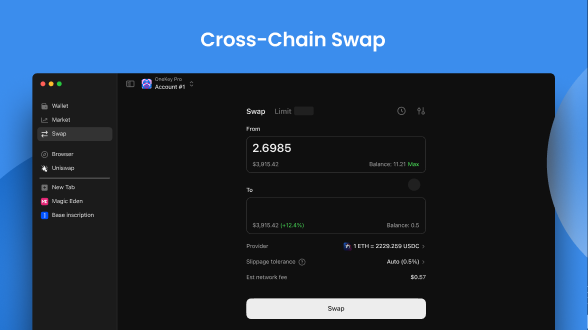 Cross-Chain Swap
OneKey Pro
Account #1
Wallet
Market
Swap
Browser
Uniswap
New Tab
Magic Eden
Base inscription
Swap Limit
From
2.6985
$3,915.42 Balance: 11.21 Max
To
$3,915.42 (+12.4%) Balance: 0.5
Provider 1 ETH = 2229.259 USDC
Slippage tolerance Auto (0.5%)
Est network fee $0.57
Swap